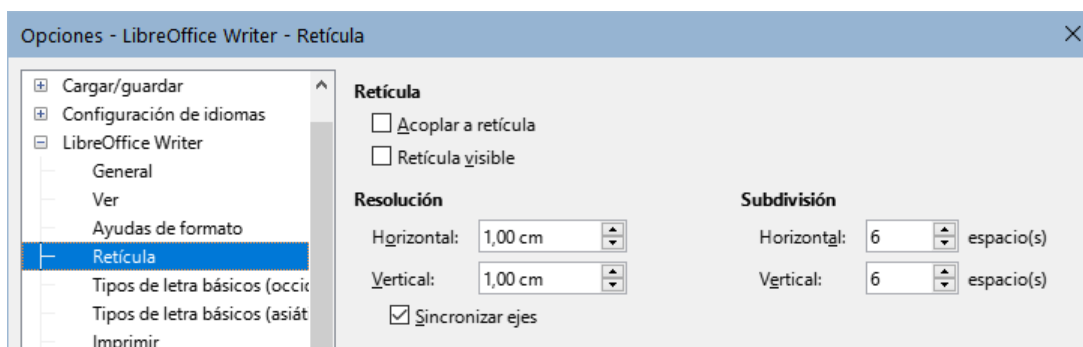 Opciones - LibreOffice Writer - Retícula
Cargar/guardar
Configuración de idiomas
LibreOffice Writer
General
Ver
Ayudas de formato
Retícula
Tipos de letra básicos (occid
Tipos de letra básicos (asiát
Imprimir
Retícula
Acoplar a retícula
Retícula visible
Resolución
Horizontal: 1,00 cm
Vertical: 1,00 cm
Sincronizar ejes
Subdivisión
Horizontal: 6 espacio(s)
Vertical: 6 espacio(s)